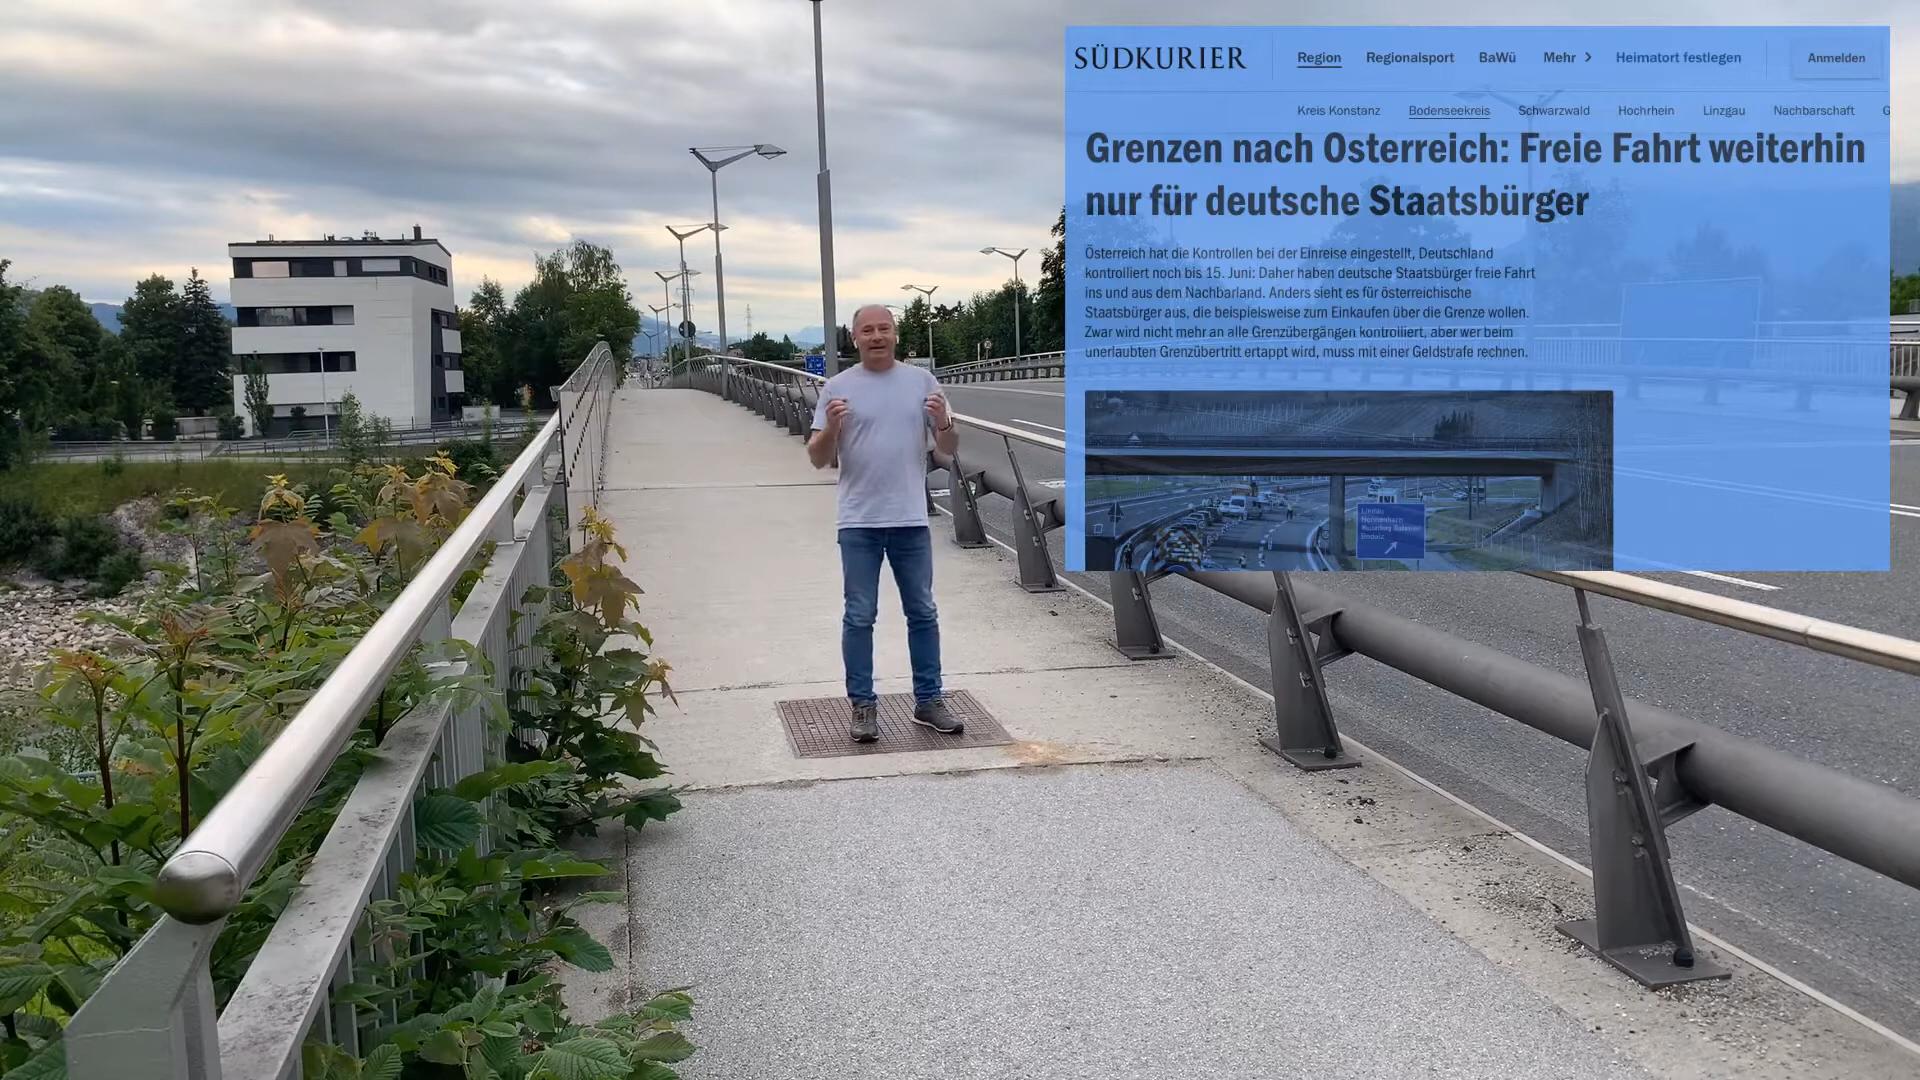 SÜDKURIER
Region Regionalsport BaWü Mehr Heimatort festlegen Anmelden
Kreis Konstanz Bodenseekreis Schwarzwald Hochrhein Linzgau Nachbarschaft G
Grenzen nach Österreich: Freie Fahrt weiterhin
nur für deutsche Staatsbürger
Österreich hat die Kontrollen bei der Einreise eingestellt, Deutschland
kontrolliert noch bis 15. Juni: Daher haben deutsche Staatsbürger freie Fahrt
ins und aus dem Nachbarland. Anders sieht es für österreichische
Staatsbürger aus, die beispielsweise zum Einkaufen über die Grenze wollen.
Zwar wird nicht mehr an alle Grenzübergängen kontrolliert, aber wer beim
unerlaubten Grenzübertritt ertappt wird, muss mit einer Geldstrafe rechnen.
Lindau